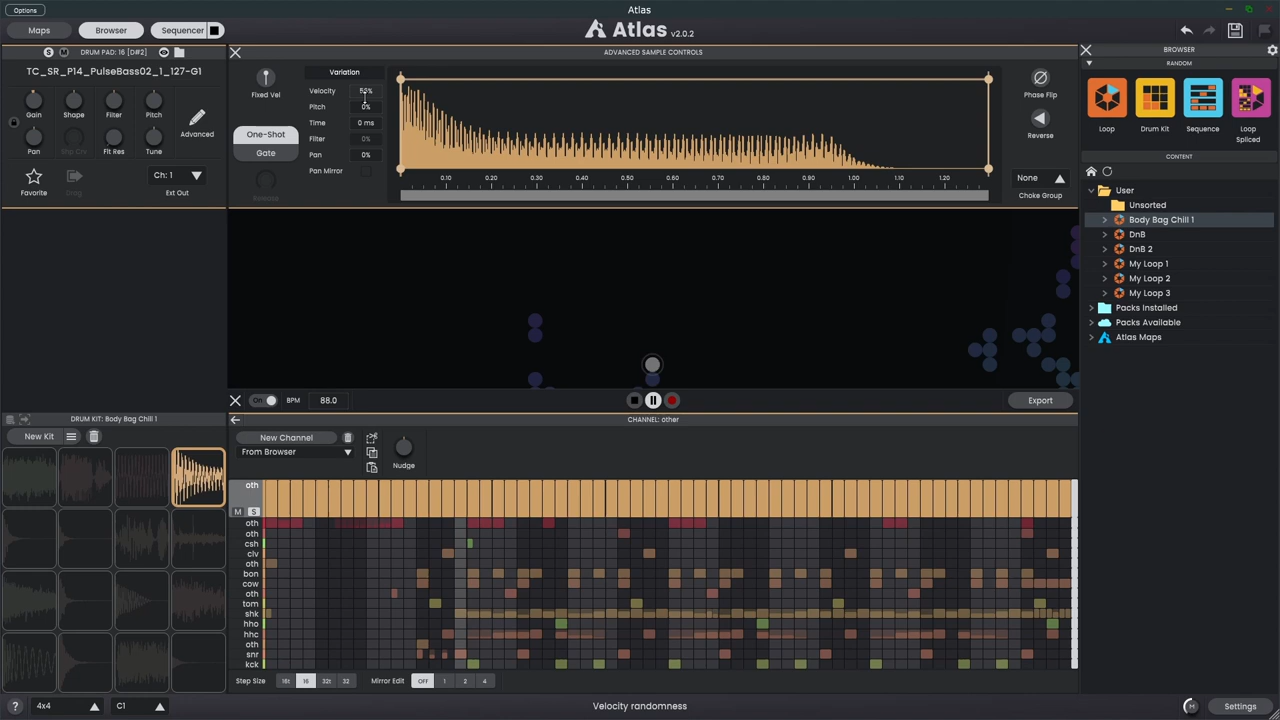 Options
Atlas
Maps
Browser
Sequencer
Atlas v2.0.2
DRUM PAD: 16 [D#2]
S
M
TC_SR_P14_PulseBass02_1_127-G1
Gain
Shape
Filter
Pitch
Advanced
Pan
Flt Res
Tune
Favorite
Drag
Ch: 1
Ext Out
ADVANCED SAMPLE CONTROLS
Fixed Vel
One-Shot
Gate
Release
Variation
Velocity
Pitch 0%
Time 0 ms
Filter 0%
Pan 0%
Pan Mirror
0.10 0.20 0.30 0.40 0.50 0.60 0.70 0.80 0.90 1.00 1.10 1.20
Phase Flip
Reverse
None
Choke Group
BROWSER
RANDOM
Loop
Drum Kit
Sequence
Loop Spliced
CONTENT
User
Unsorted
Body Bag Chill 1
DnB
DnB 2
My Loop 1
My Loop 2
My Loop 3
Packs Installed
Packs Available
Atlas Maps
On
BPM
88.0
Export
DRUM KIT: Body Bag Chill 1
New Kit
CHANNEL: other
New Channel
From Browser
Nudge
oth
M S
oth
oth
csh
clv
oth
bon
cow
oth
tom
shk
hho
hhc
oth
snr
kck
Step Size
16t
16
32t
32
Mirror Edit
OFF
1
2
4
?
4x4
C1
Velocity randomness
Settings